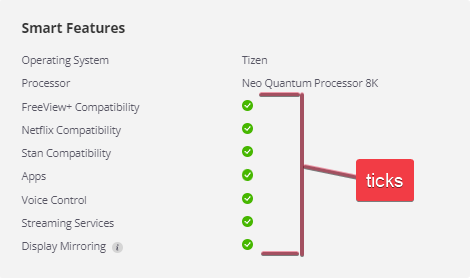 Smart Features
Operating System Tizen
Processor Neo Quantum Processor 8K
FreeView+ Compatibility
Netflix Compatibility
Stan Compatibility
Apps
ticks
Voice Control
Streaming Services
Display Mirroring i